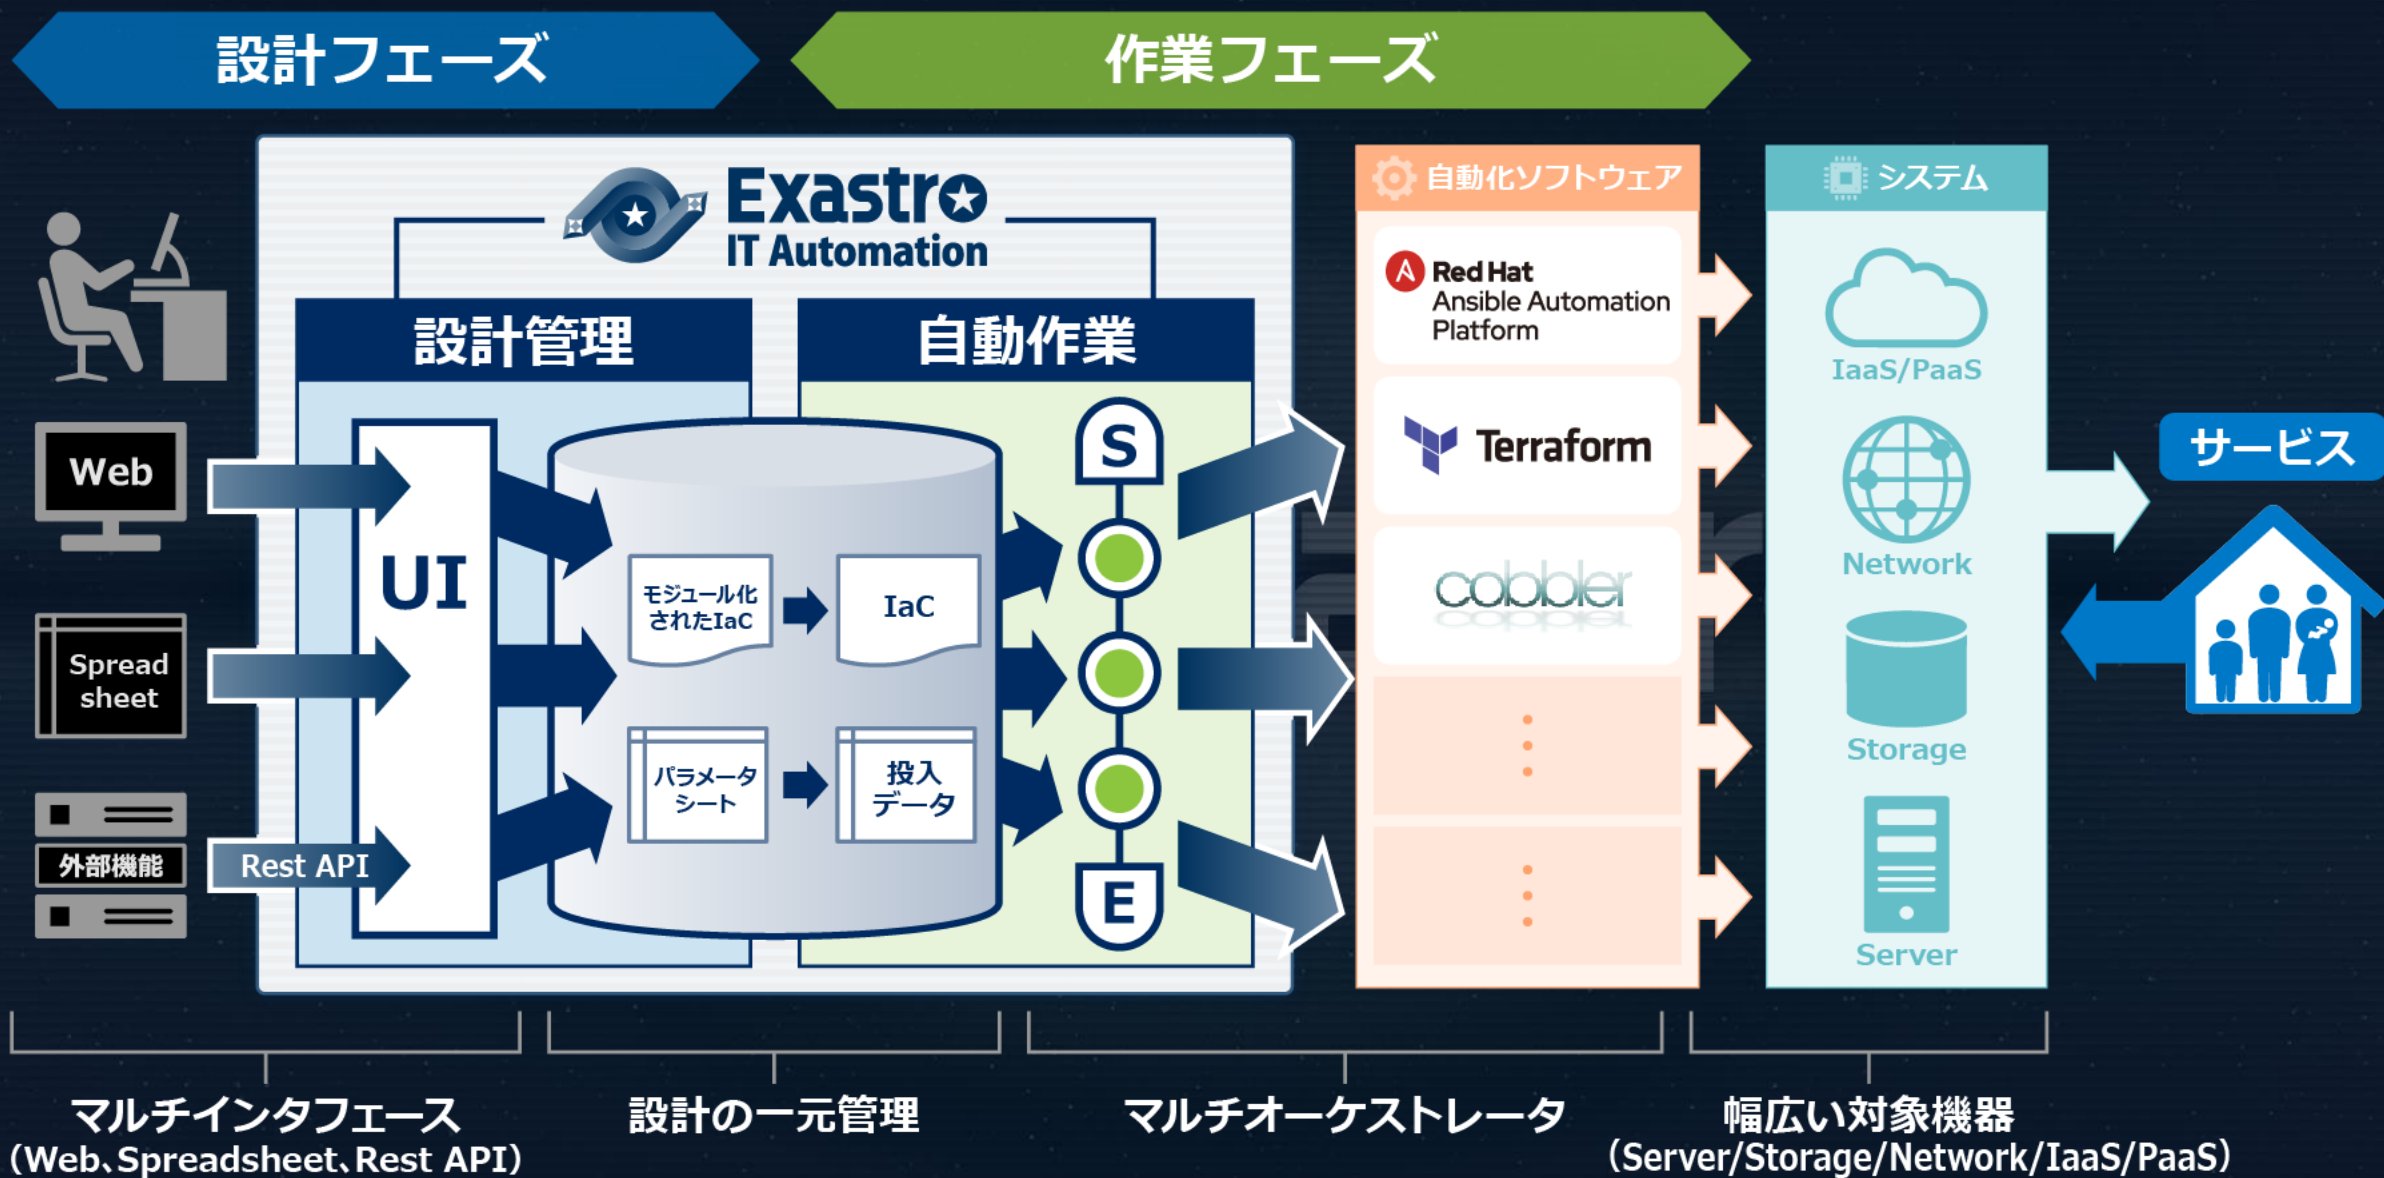 設計フェーズ
作業フェーズ
Exastro
IT Automation
設計管理
自動作業
Web
Spread
sheet
外部機能
Rest API
UI
モジュール化
されたIaC
IaC
パラメータ
シート
投入
データ
S
E
自動化ソフトウェア
Red Hat
Ansible Automation
Platform
Terraform
cobbler
システム
IaaS/PaaS
Network
Storage
Server
サービス
マルチインタフェース
（Web、Spreadsheet、Rest API）
設計の一元管理
マルチオーケストレータ
幅広い対象機器
（Server/Storage/Network/IaaS/PaaS）